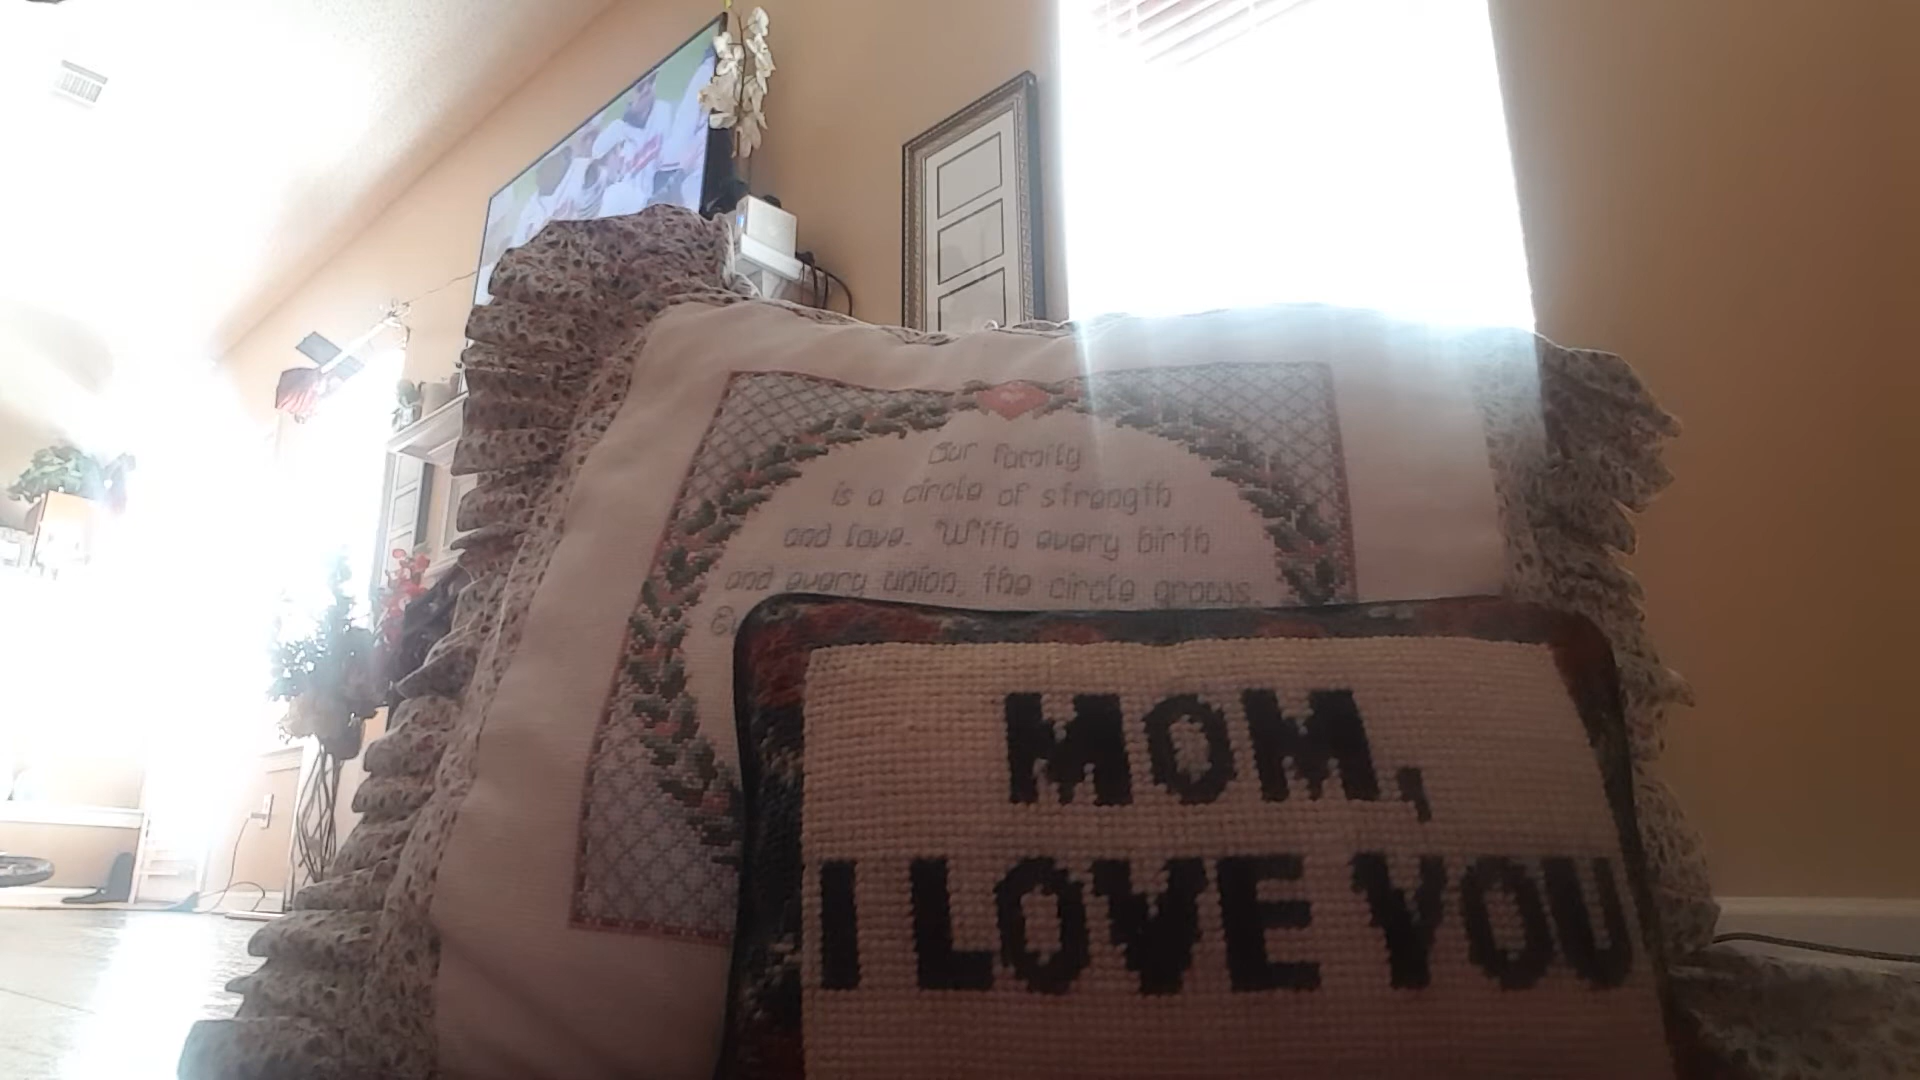 Our family
is a circle of strength
and love. With every birth
and every union, the circle grows.
MOM,
I LOVE YOU